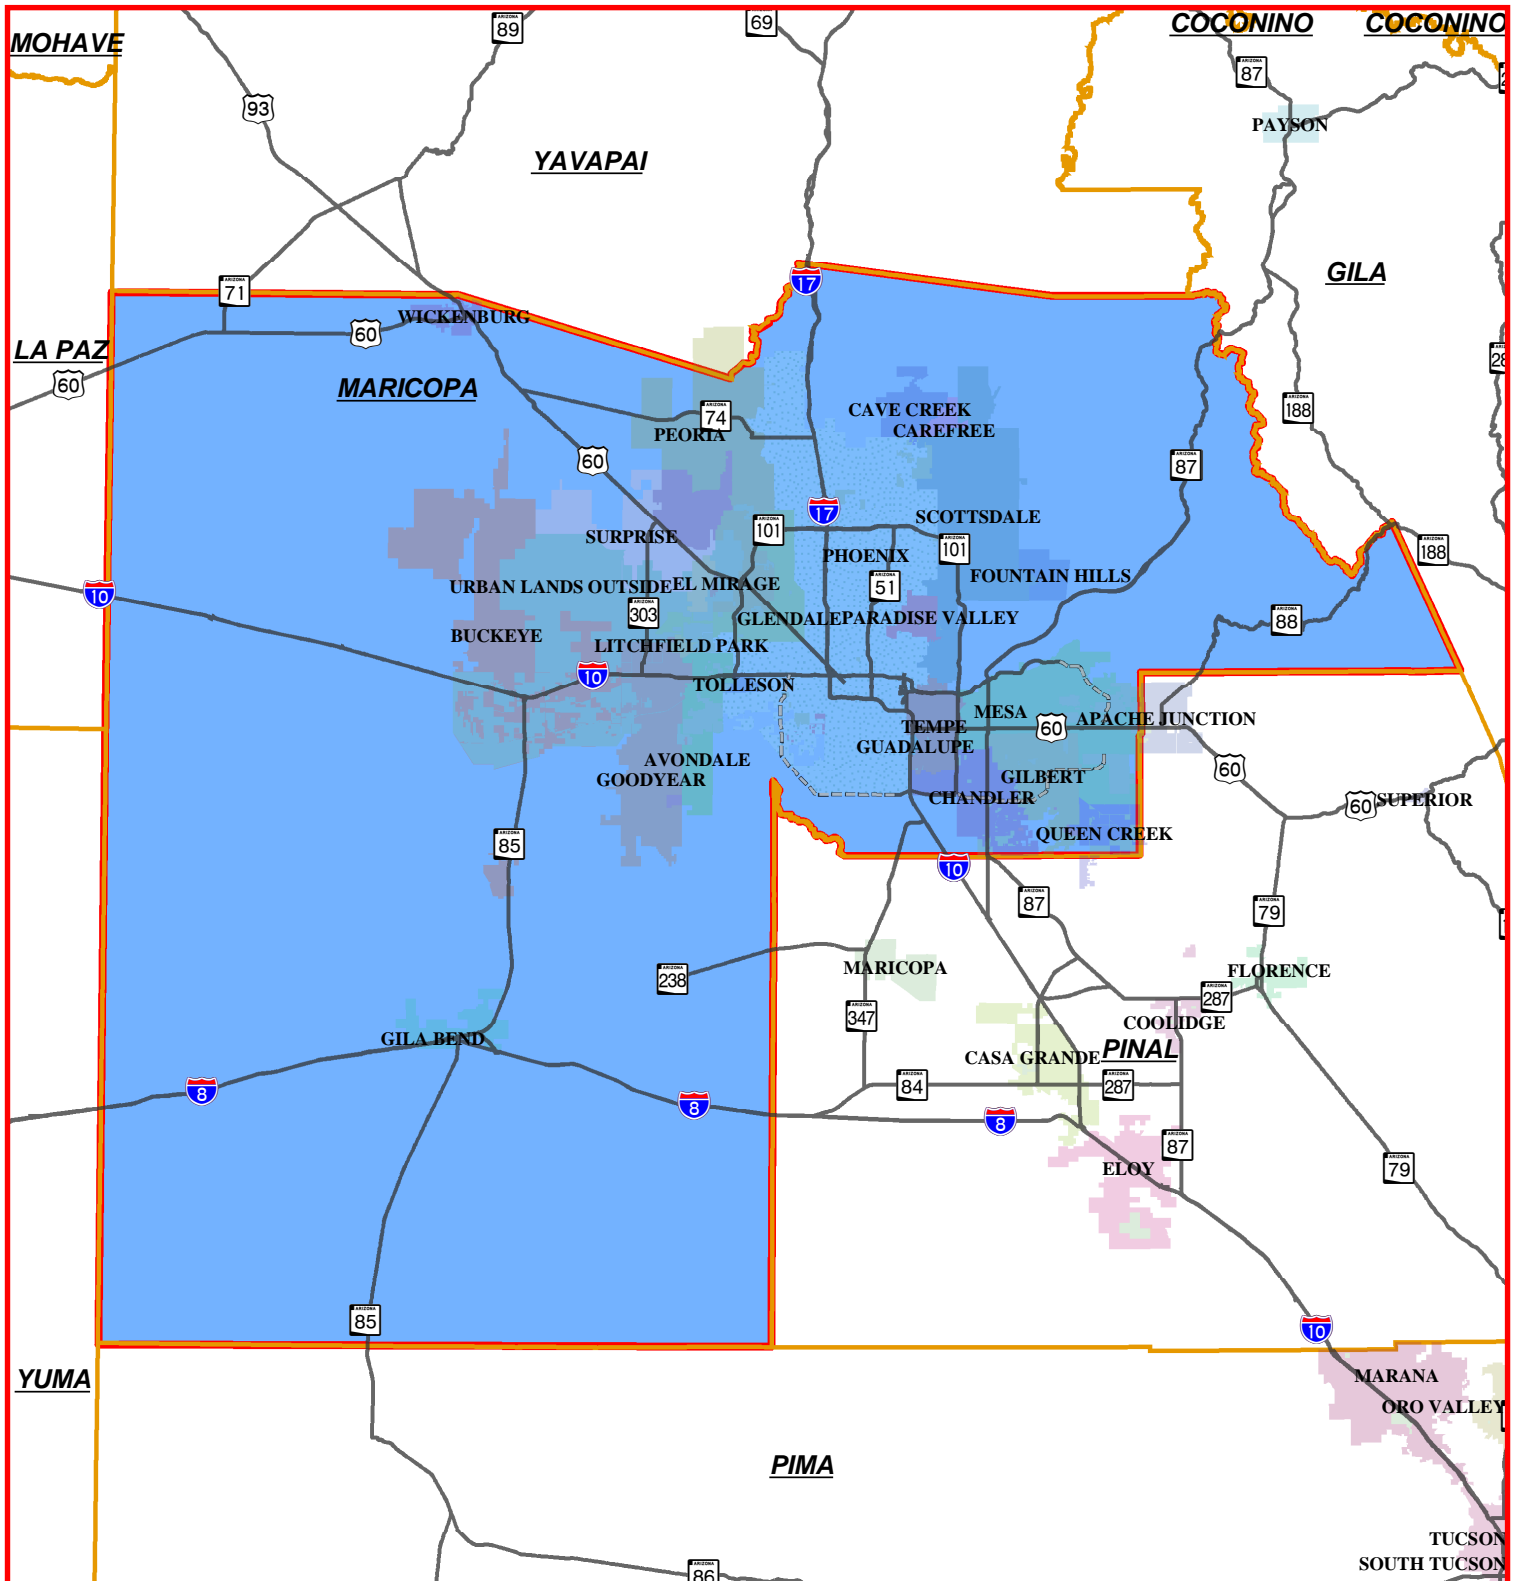 COCONINO COCONINO
MOHAVE
89
69
87
93
PAYSON
YAVAPAI
GILA
17
71
WICKENBURG
60
LA PAZ
60
MARICOPA
188
CAVE CREEK
74
CAREFREE
PEORIA
60
87
17
SCOTTSDALE
101
SURPRISE
PHOENIX
101
188
FOUNTAIN HILLS
URBAN LANDS OUTSIDE
EL MIRAGE
51
10
303
GLENDALE
PARADISE VALLEY
88
BUCKEYE
LITCHFIELD PARK
10
TOLLESON
MESA
APACHE JUNCTION
TEMPE
60
GUADALUPE
AVONDALE
60
GOODYEAR
GILBERT
CHANDLER
60
SUPERIOR
QUEEN CREEK
85
10
87
79
MARICOPA
FLORENCE
238
287
347
COOLIDGE
GILA BEND
CASA GRANDE
PINAL
8
84
287
8
8
87
ELOY
79
85
10
YUMA
MARANA
ORO VALLEY
PIMA
TUCSON
SOUTH TUCSON
86